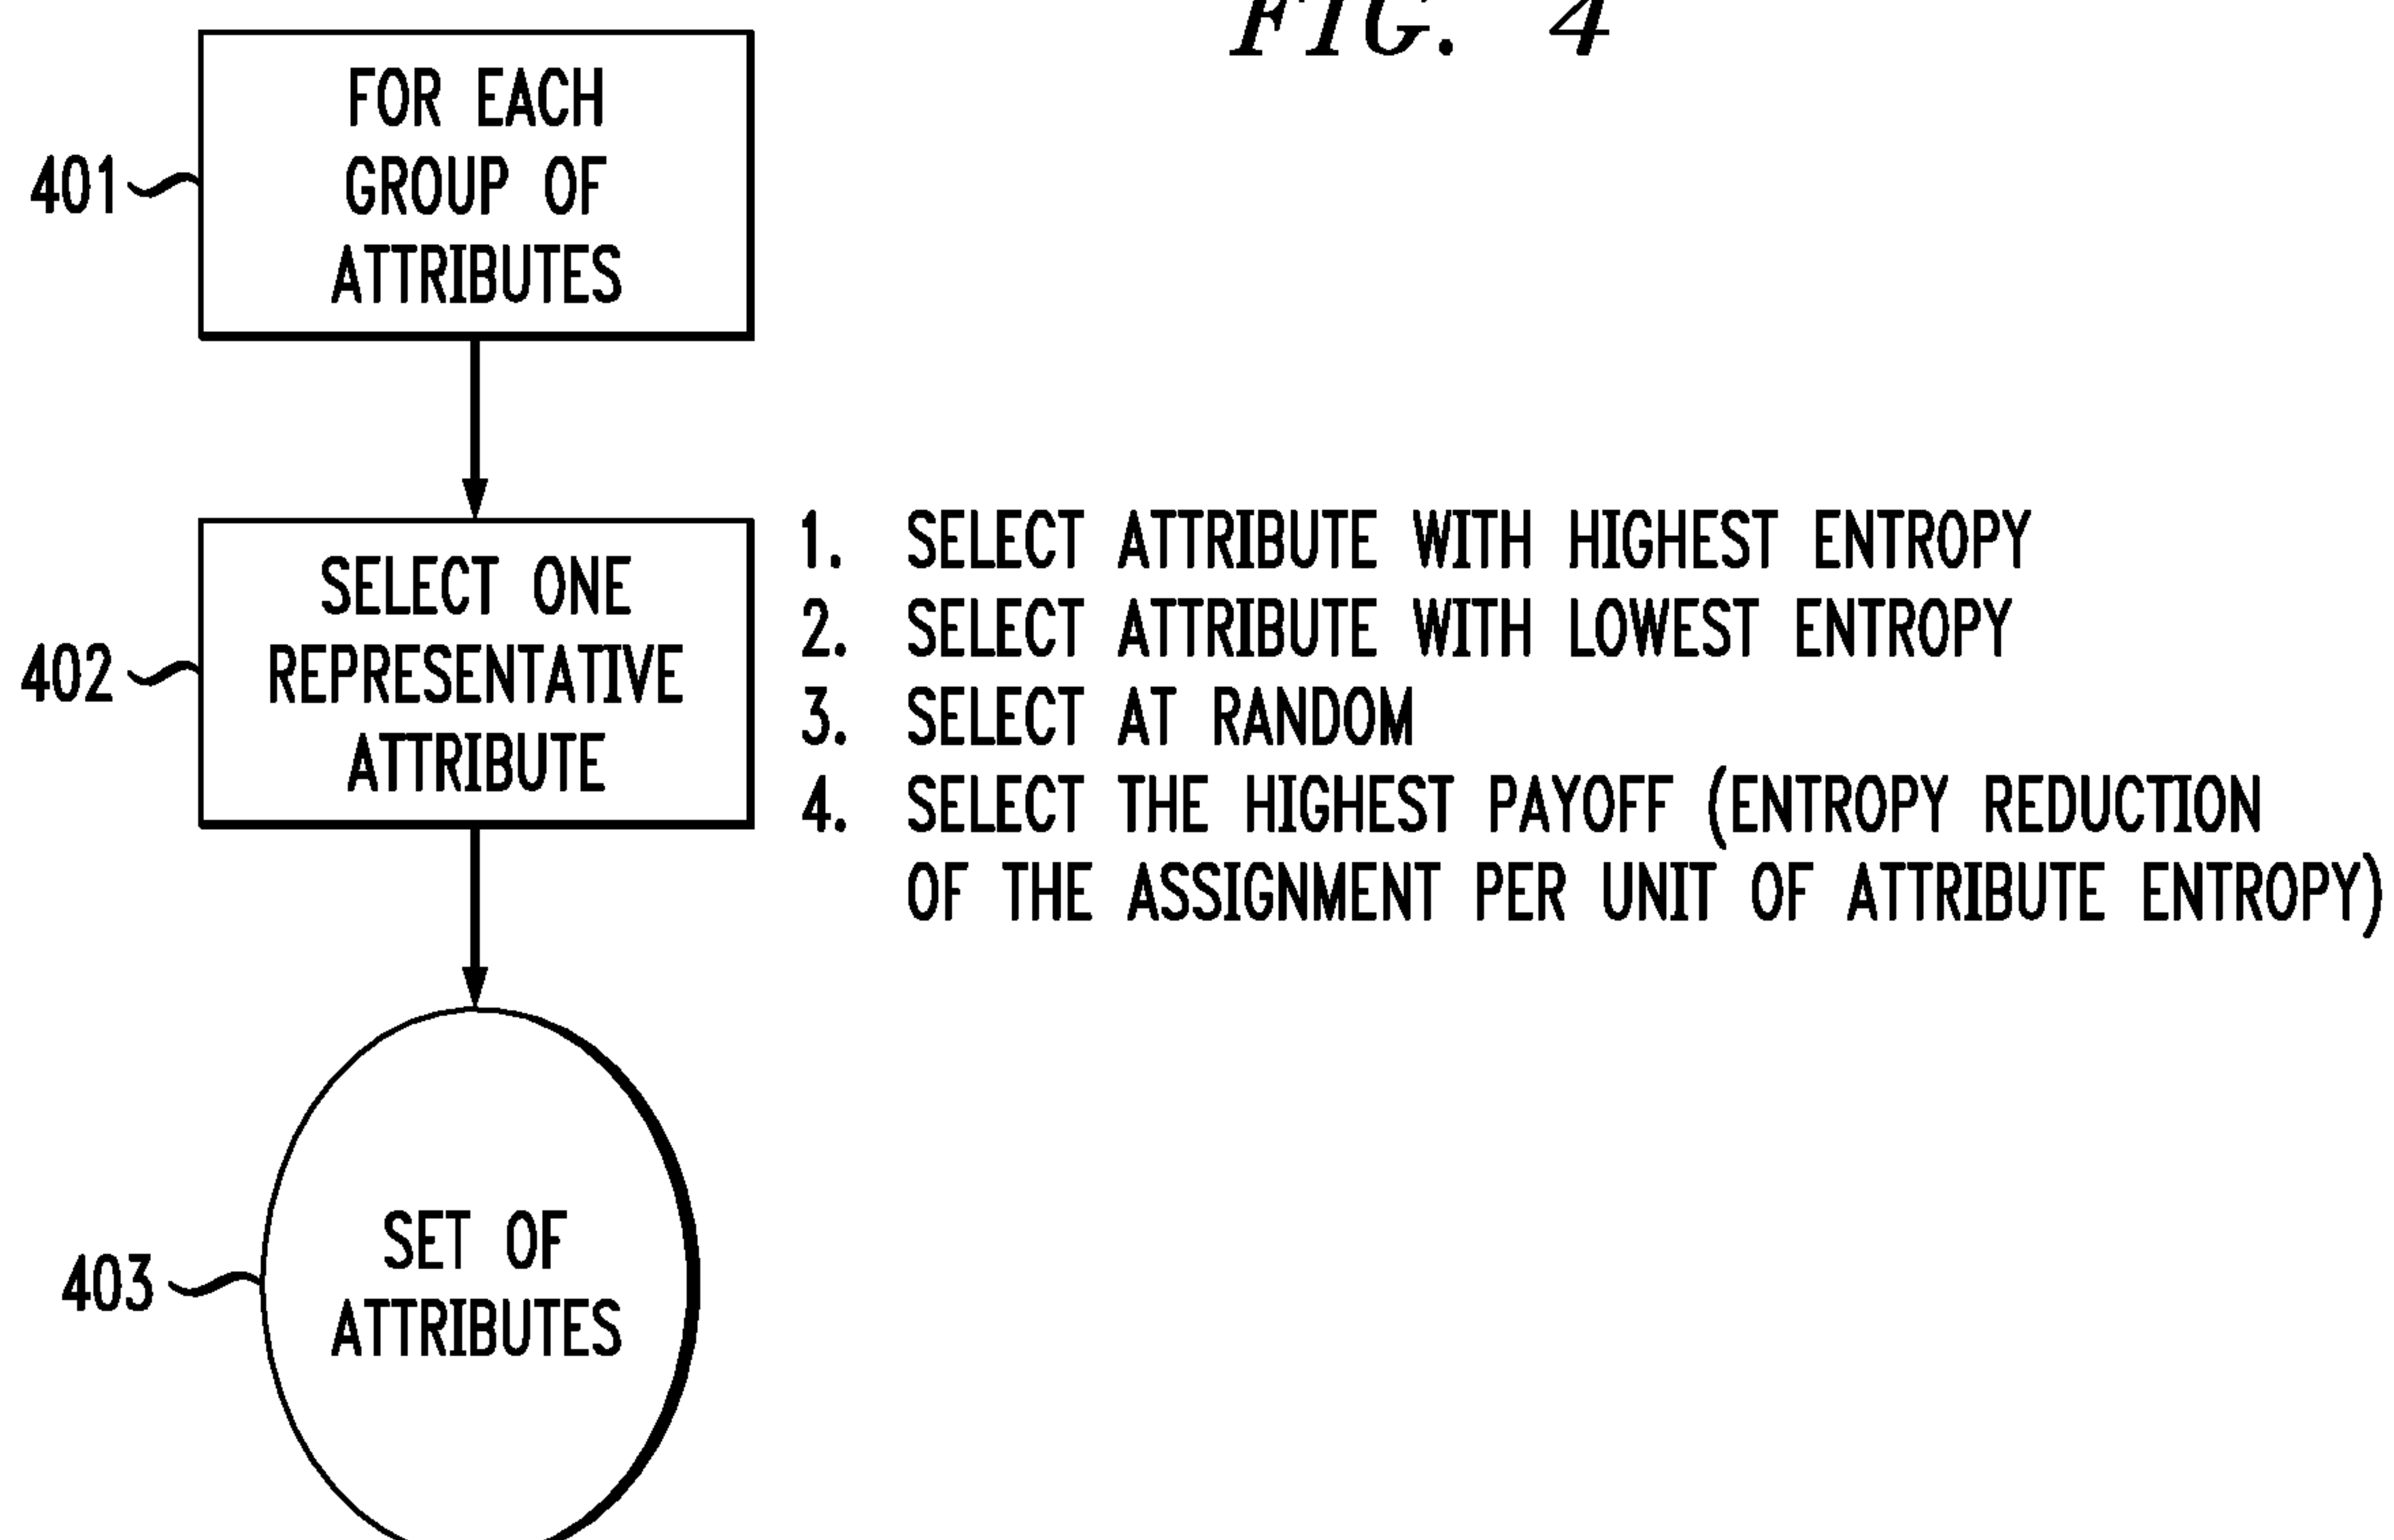 FIG. 4
FOR EACH
GROUP OF
ATTRIBUTES
401
SELECT ONE
REPRESENTATIVE
ATTRIBUTE
402
1. SELECT ATTRIBUTE WITH HIGHEST ENTROPY
2. SELECT ATTRIBUTE WITH LOWEST ENTROPY
3. SELECT AT RANDOM
4. SELECT THE HIGHEST PAYOFF (ENTROPY REDUCTION
OF THE ASSIGNMENT PER UNIT OF ATTRIBUTE ENTROPY)
SET OF
ATTRIBUTES
403